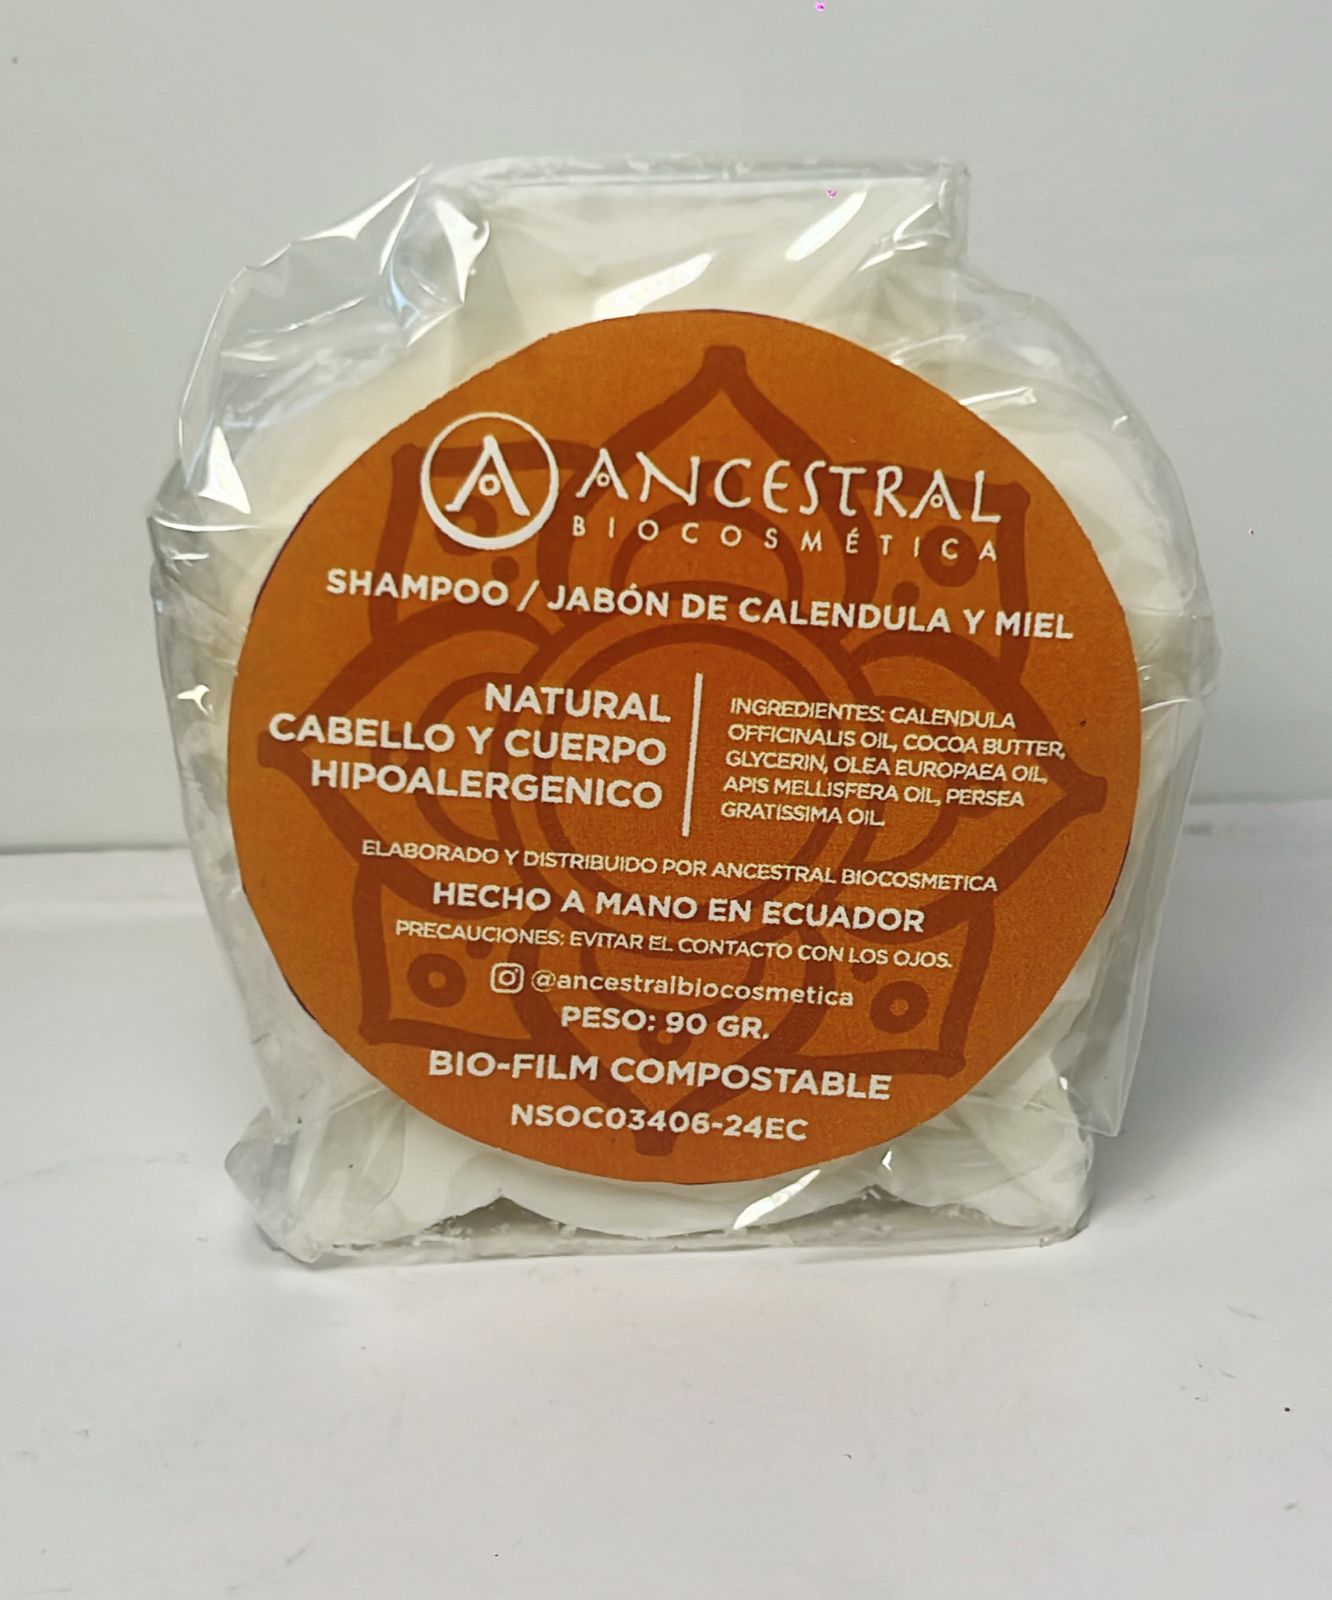 ANCESTRAL
BIOCOSMÉTICA
SHAMPOO / JABÓN DE CALENDULA Y MIEL
NATURAL
CABELLO Y CUERPO
HIPOALERGENICO
INGREDIENTES: CALENDULA
OFFICINALIS OIL, COCOA BUTTER,
GLYCERIN, OLEA EUROPAEA OIL,
APIS MELLISFERA OIL, PERSEA
GRATISSIMA OIL.
ELABORADO Y DISTRIBUIDO POR ANCESTRAL BIOCOSMETICA
HECHO A MANO EN ECUADOR
PRECAUCIONES: EVITAR EL CONTACTO CON LOS OJOS.
@ancestralbiocosmetica
PESO: 90 GR.
BIO-FILM COMPOSTABLE
NSOC03406-24EC